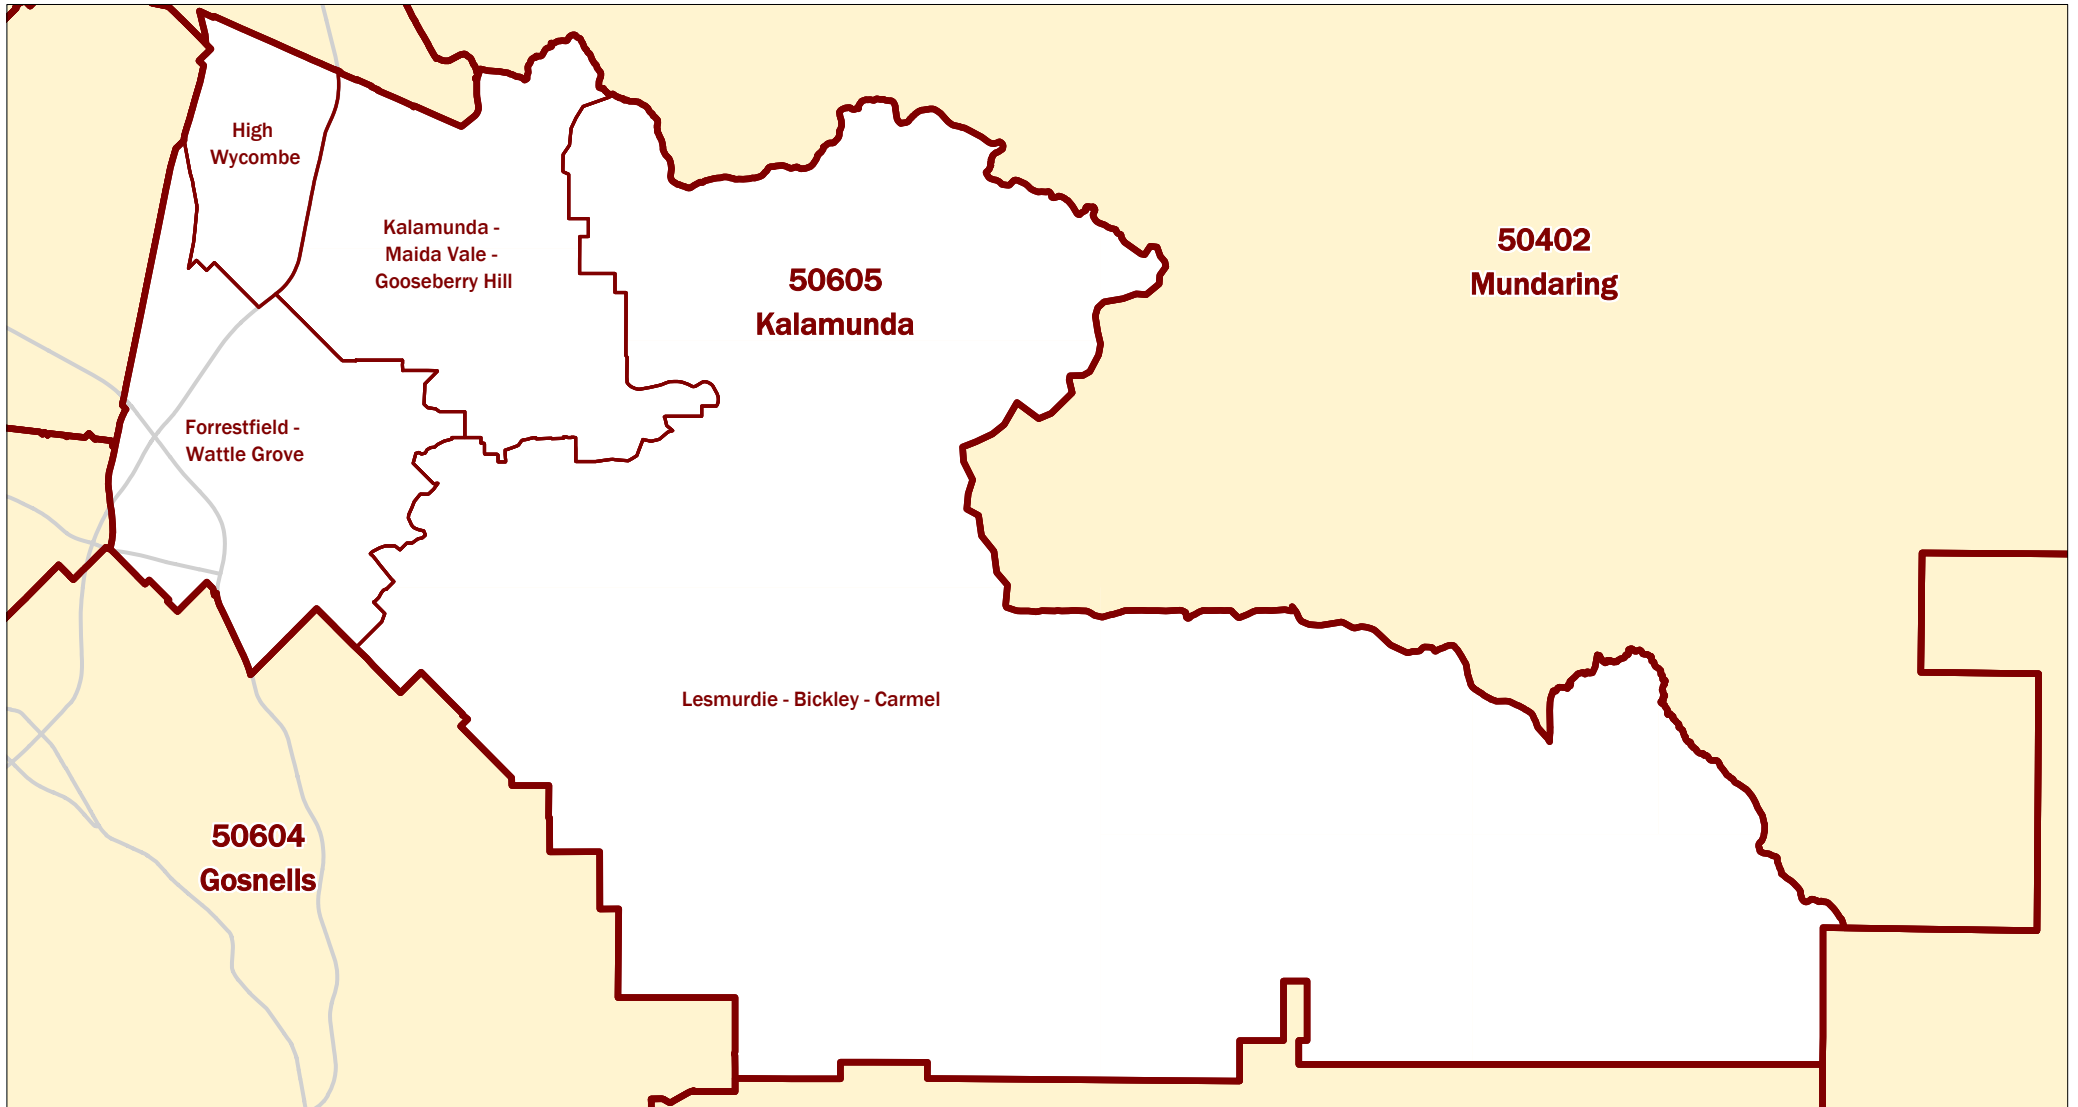 High
Wycombe
Kalamunda -
Maida Vale -
Gooseberry Hill
50605
Kalamunda
50402
Mundaring
Forrestfield -
Wattle Grove
Lesmurdie - Bickley - Carmel
50604
Gosnells